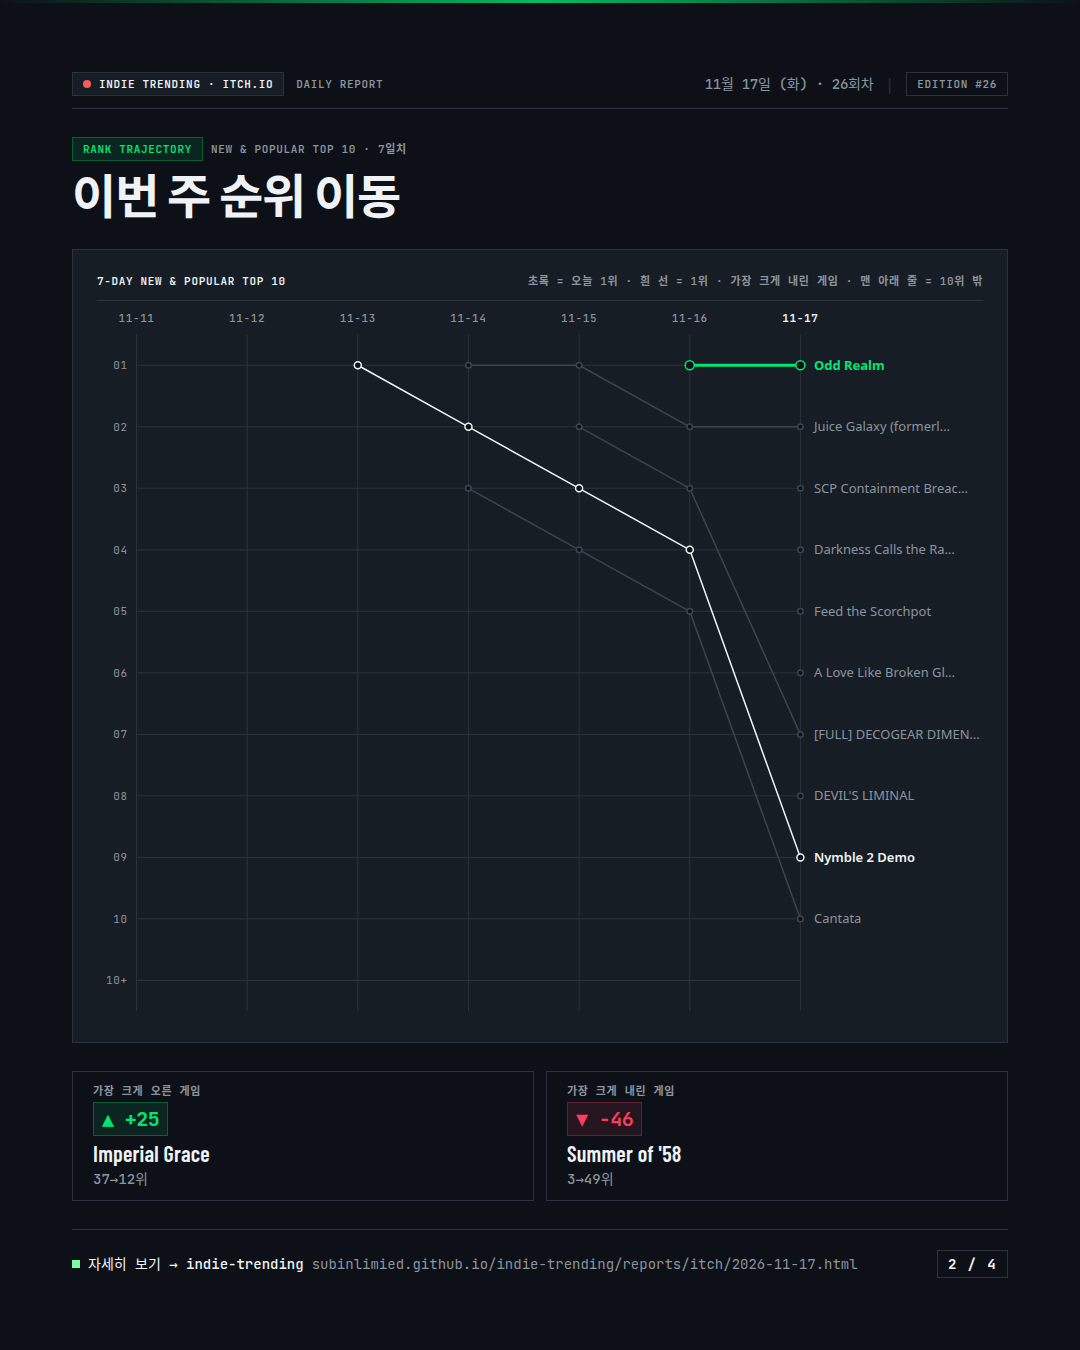 INDIE TRENDING · ITCH.IO DAILY REPORT 11월 17일 (화) · 26회차 EDITION #26
RANK TRAJECTORY NEW & POPULAR TOP 10 · 7일치
이번 주 순위 이동
7-DAY NEW & POPULAR TOP 10 초록 = 오늘 1위 · 흰 선 = 1위 · 가장 크게 내린 게임 · 맨 아래 줄 = 10위 밖
11-11 11-12 11-13 11-14 11-15 11-16 11-17
01 Odd Realm
02 Juice Galaxy (formerl...
03 SCP Containment Breac...
04 Darkness Calls the Ra...
05 Feed the Scorchpot
06 A Love Like Broken Gl...
07 [FULL] DECOGEAR DIMEN...
08 DEVIL'S LIMINAL
09 Nymble 2 Demo
10 Cantata
10+
가장 크게 오른 게임
▲ +25
Imperial Grace
37→12위
가장 크게 내린 게임
▼ -46
Summer of '58
3→49위
자세히 보기 → indie-trending subinlimied.github.io/indie-trending/reports/itch/2026-11-17.html 2 / 4